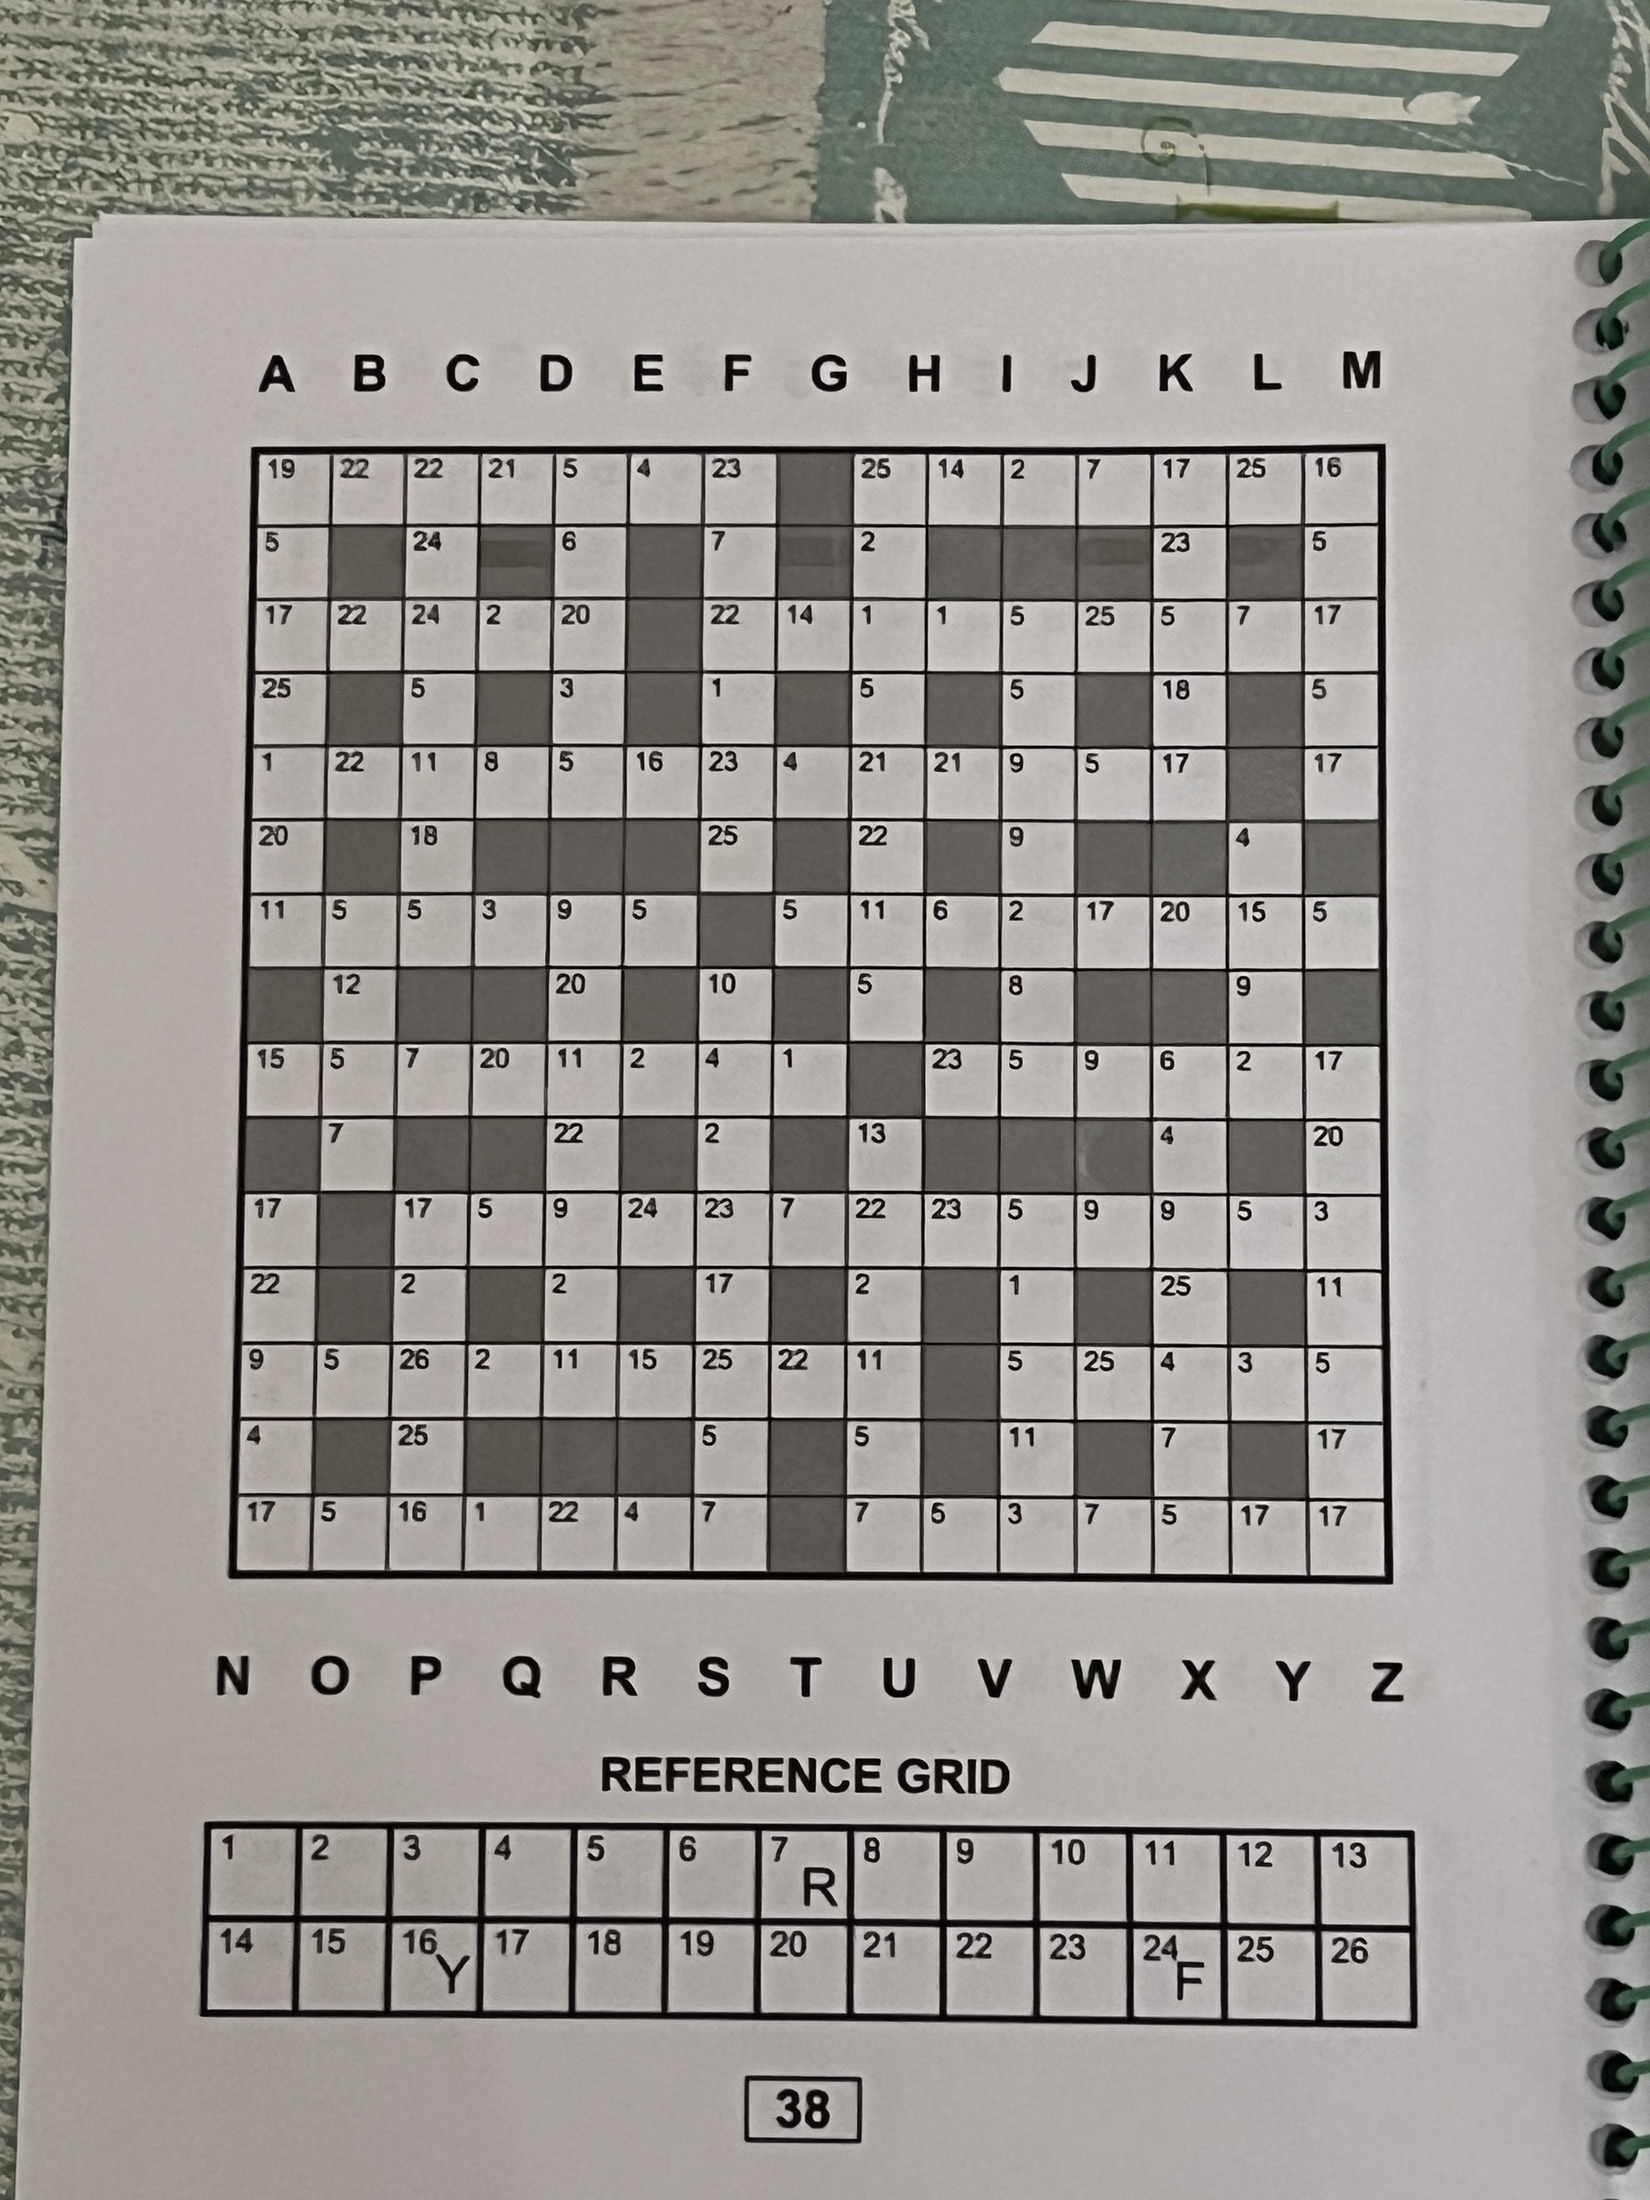 A B C D E F G H I J K L M
19 22 22 21 5 4 23 25 14 2 7 17 25 16
5 24 6 7 2 23 5
17 22 24 2 20 22 14 1 1 5 25 5 7 17
25 5 3 1 5 5 18 5
1 22 11 8 5 16 23 4 21 21 9 5 17 17
20 18 25 22 9 4
11 5 5 3 9 5 5 11 6 2 17 20 15 5
12 20 10 5 8 9
15 5 7 20 11 2 4 1 23 5 9 6 2 17
7 22 2 13 4 20
17 17 5 9 24 23 7 22 23 5 9 9 5 3
22 2 2 17 2 1 25 11
9 5 26 2 11 15 25 22 11 5 25 4 3 5
4 25 5 5 11 7 17
17 5 16 1 22 4 7 7 5 3 7 5 17 17
N O P Q R S T U V W X Y Z
REFERENCE GRID
1 2 3 4 5 6 7 R 8 9 10 11 12 13
14 15 16 Y 17 18 19 20 21 22 23 24 F 25 26
38